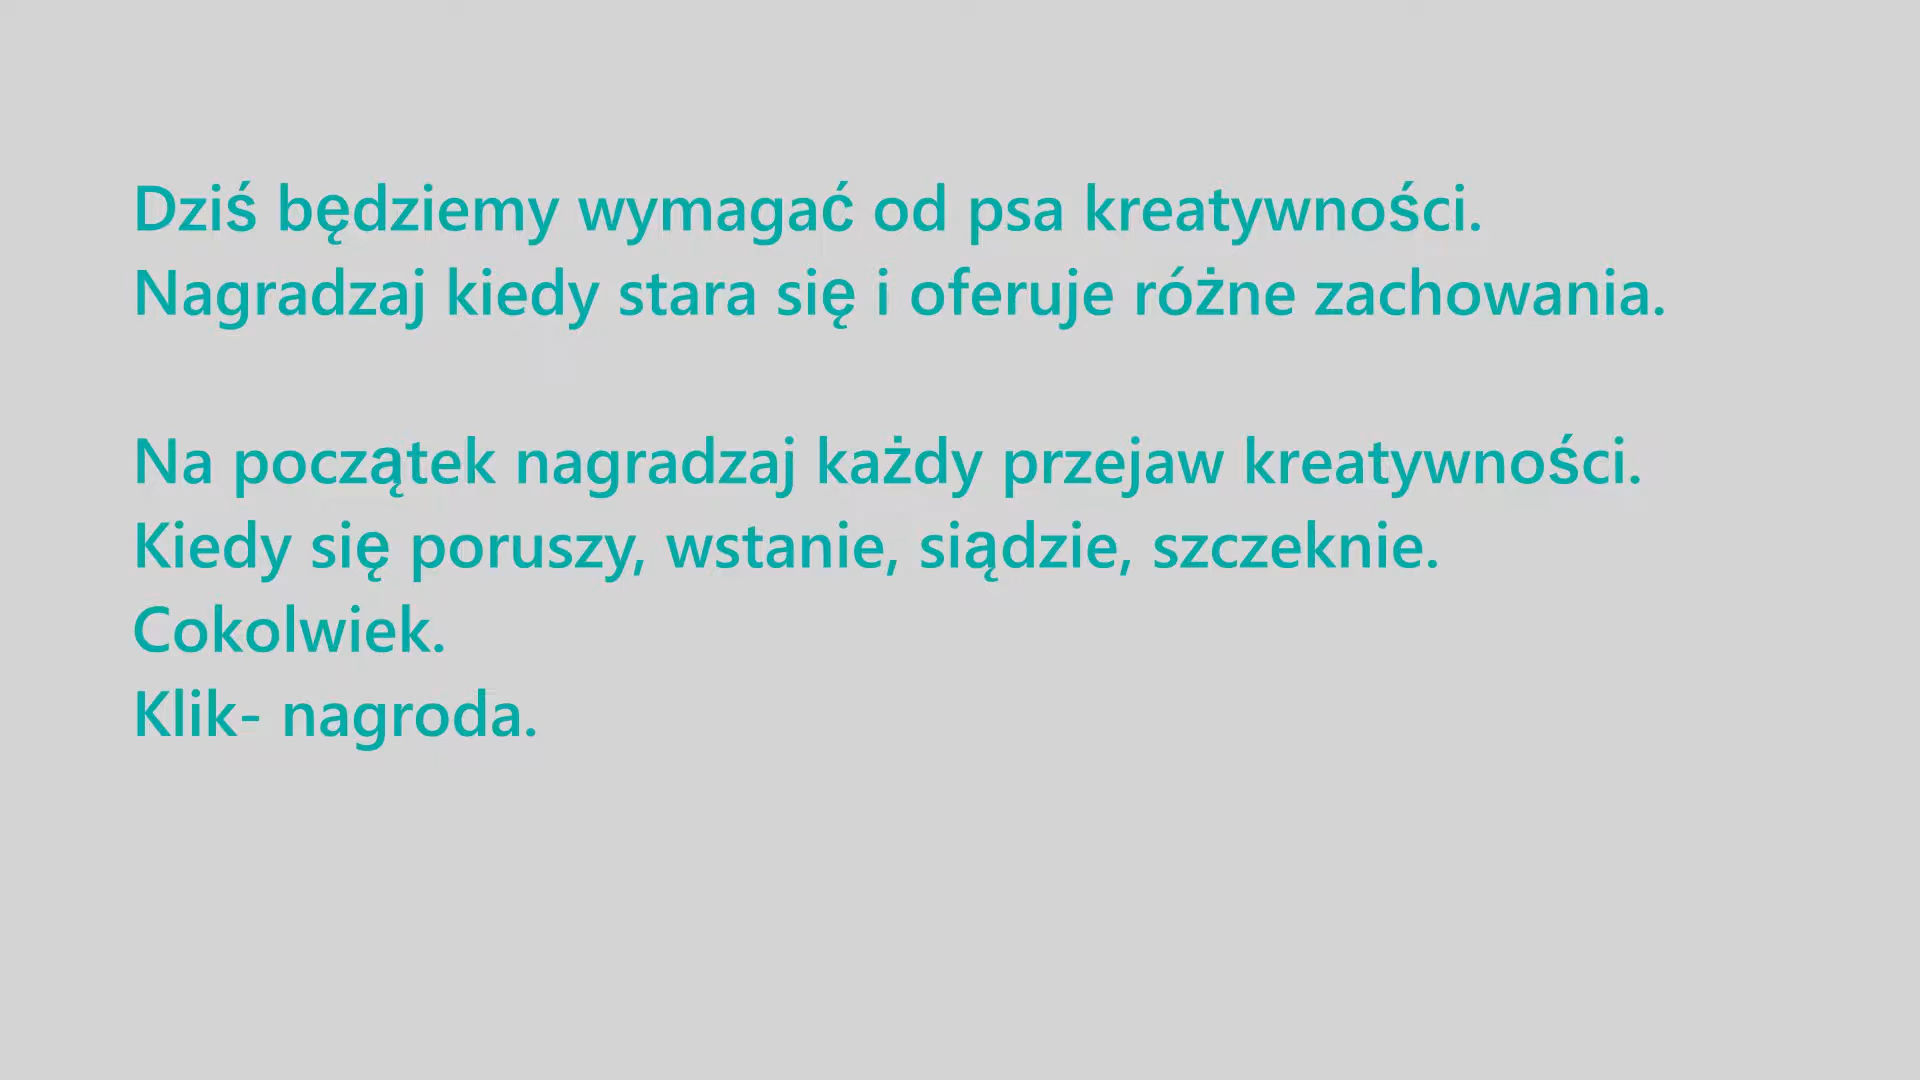 Dziś będziemy wymagać od psa kreatywności.
Nagradzaj kiedy stara się i oferuje różne zachowania.
Na początek nagradzaj każdy przejaw kreatywności.
Kiedy się poruszy, wstanie, siądzie, szczeknie.
Cokolwiek.
Klik- nagroda.